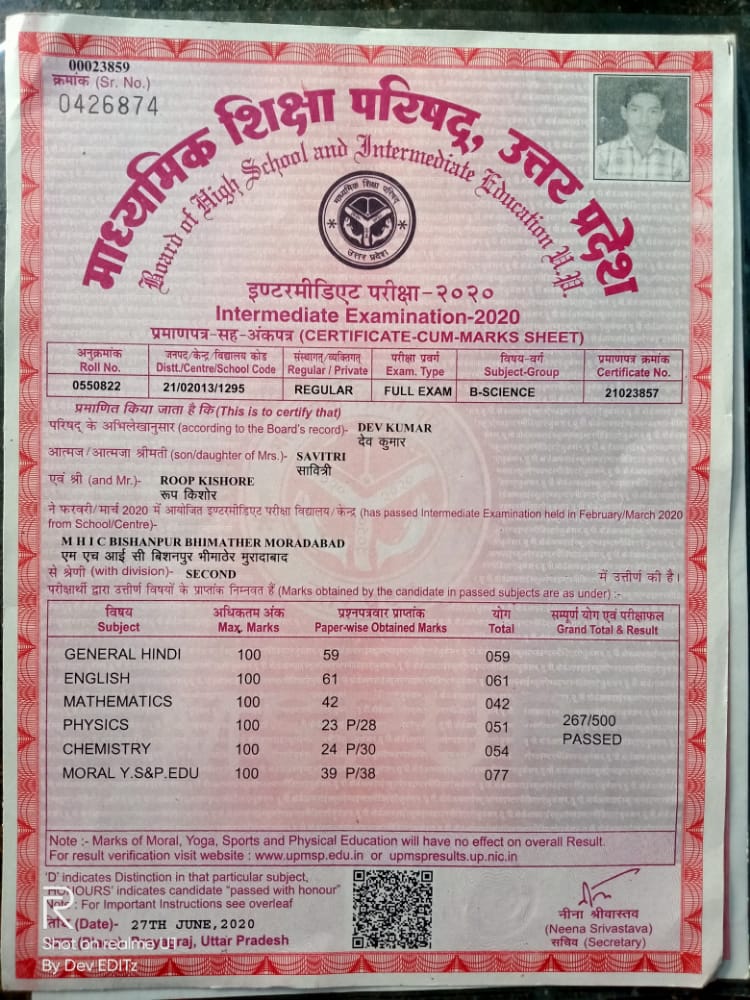 00023859
क्रमांक (Sr. No.)
0426874
माध्यमिक शिक्षा परिषद्, उत्तर प्रदेश
Board of High School and Intermediate Education U.P.
माध्यमिक शिक्षा परिषद
उत्तर प्रदेश
इण्टरमीडिएट परीक्षा-२०२०
Intermediate Examination-2020
प्रमाणपत्र-सह-अंकपत्र (CERTIFICATE-CUM-MARKS SHEET)
अनुक्रमांक जनपद/केन्द्र/विद्यालय कोड संस्थागत/व्यक्तिगत परीक्षा प्रवर्ग विषय-वर्ग प्रमाणपत्र क्रमांक
Roll No. Distt./Centre/School Code Regular / Private Exam. Type Subject-Group Certificate No.
0550822 21/02013/1295 REGULAR FULL EXAM B-SCIENCE 21023857
प्रमाणित किया जाता है कि (This is to certify that)
परिषद् के अभिलेखानुसार (according to the Board's record)- DEV KUMAR
देव कुमार
आत्मज/आत्मजा श्रीमती (son/daughter of Mrs.)- SAVITRI
सावित्री
एवं श्री (and Mr.)- ROOP KISHORE
रूप किशोर
ने फरवरी/मार्च 2020 में आयोजित इण्टरमीडिएट परीक्षा विद्यालय/केन्द्र (has passed Intermediate Examination held in February/March 2020
from School/Centre)-
M H I C BISHANPUR BHIMATHER MORADABAD
एम एच आई सी बिशनपुर भीमाठेर मुरादाबाद
से श्रेणी (with division)- SECOND में उत्तीर्ण की है।
परीक्षार्थी द्वारा उत्तीर्ण विषयों के प्राप्तांक निम्नवत हैं (Marks obtained by the candidate in passed subjects are as under) :-
विषय अधिकतम अंक प्रश्नपत्रवार प्राप्तांक योग सम्पूर्ण योग एवं परीक्षाफल
Subject Max. Marks Paper-wise Obtained Marks Total Grand Total & Result
GENERAL HINDI 100 59 059
ENGLISH 100 61 061
MATHEMATICS 100 42 042
PHYSICS 100 23 P/28 051 267/500
CHEMISTRY 100 24 P/30 054 PASSED
MORAL Y.S&P.EDU 100 39 P/38 077
Note :- Marks of Moral, Yoga, Sports and Physical Education will have no effect on overall Result.
For result verification visit website : www.upmsp.edu.in or upmspresults.up.nic.in
'D' indicates Distinction in that particular subject,
'HONOURS' indicates candidate "passed with honour"
Note : For Important Instructions see overleaf
(Date)- 27TH JUNE,2020
Uttar Pradesh
नीना श्रीवास्तव
(Neena Srivastava)
सचिव (Secretary)
R
Shot On realme
By Dev EDITz